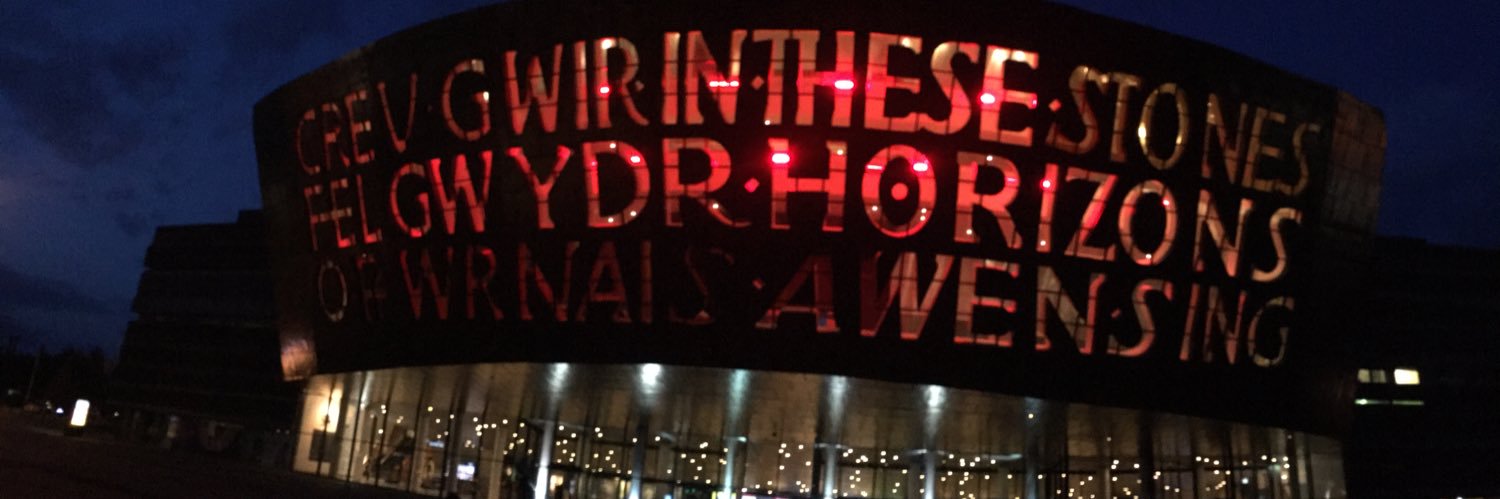 CREU·GWIR·IN·THESE·STONES
FEL GWYDR·HORIZONS
O FFWRNAIS·AWEN·SING